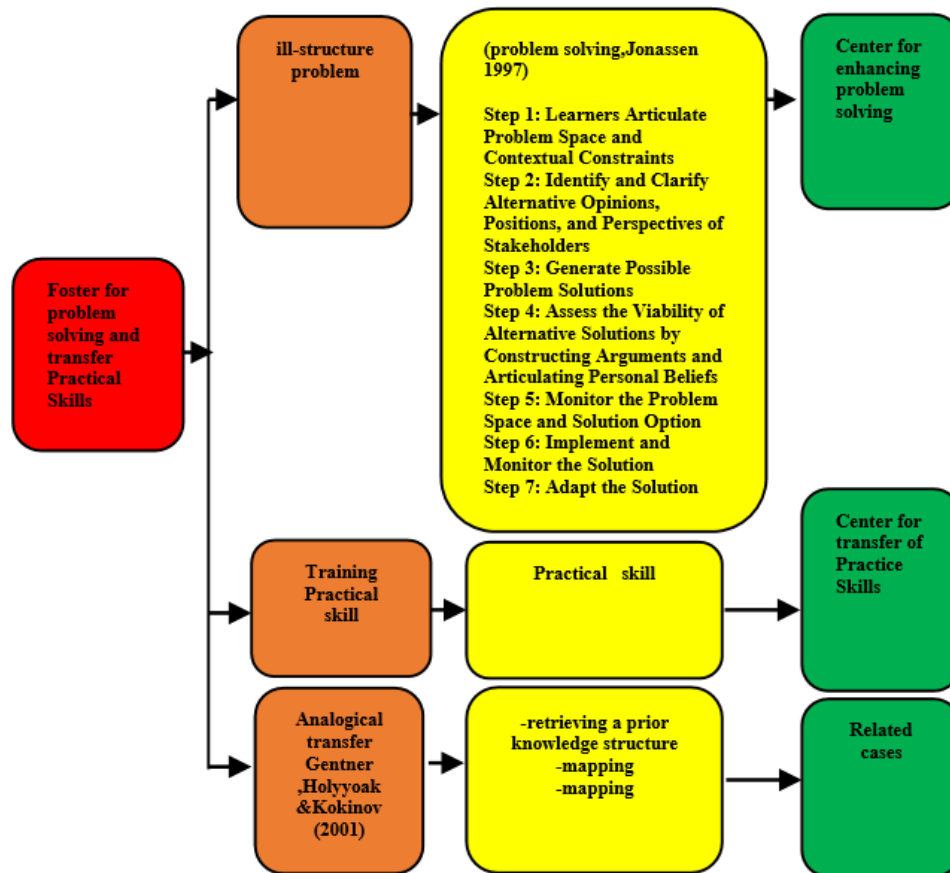 ill-structure
problem
(problem solving,Jonassen
1997)
Step 1: Learners Articulate
Problem Space and
Contextual Constraints
Step 2: Identify and Clarify
Alternative Opinions,
Positions, and Perspectives of
Stakeholders
Step 3: Generate Possible
Problem Solutions
Step 4: Assess the Viability of
Alternative Solutions by
Constructing Arguments and
Articulating Personal Beliefs
Step 5: Monitor the Problem
Space and Solution Option
Step 6: Implement and
Monitor the Solution
Step 7: Adapt the Solution
Center for
enhancing
problem
solving
Foster for
problem
solving and
transfer
Practical
Skills
Training
Practical
skill
Practical skill
Center for
transfer of
Practice
Skills
Analogical
transfer
Gentner
,Holyyoak
&Kokinov
(2001)
-retrieving a prior
knowledge structure
-mapping
-mapping
Related
cases